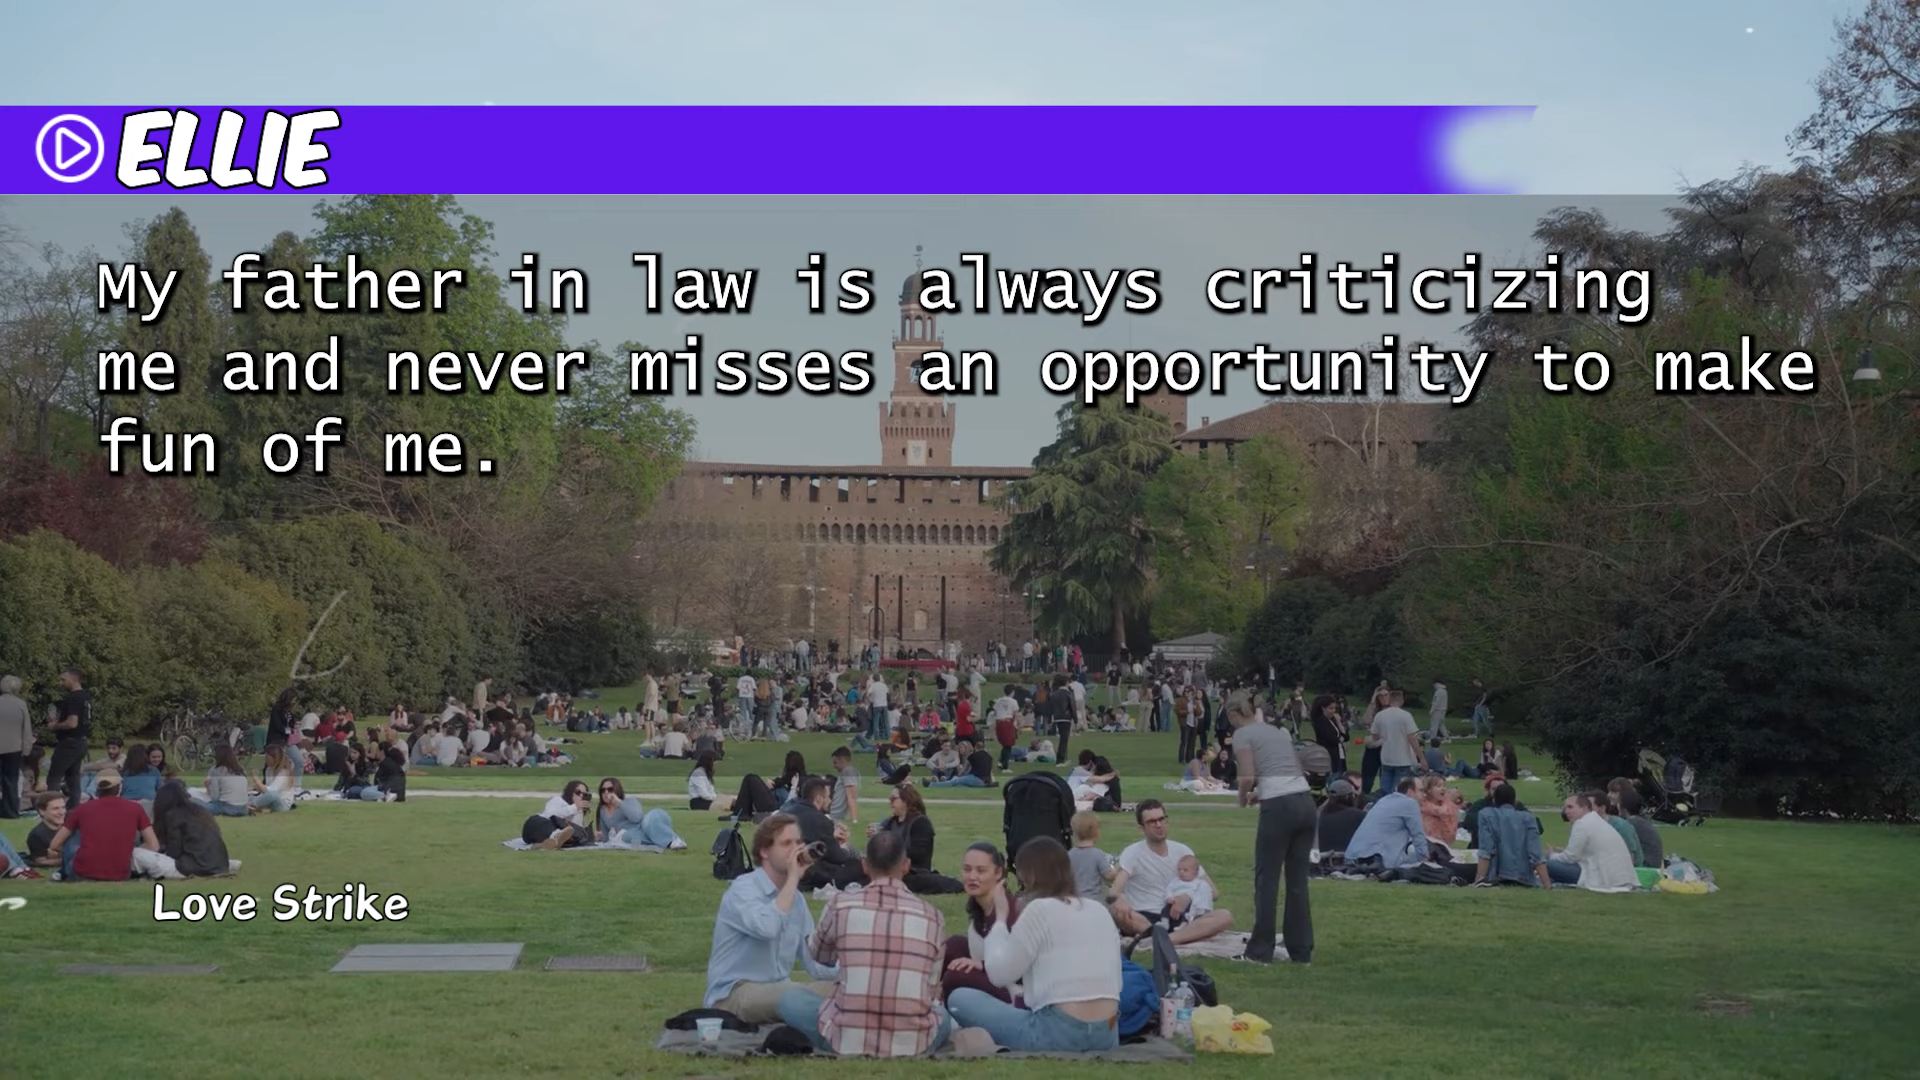 ELLIE
My father in law is always criticizing
me and never misses an opportunity to make
fun of me.
Love Strike